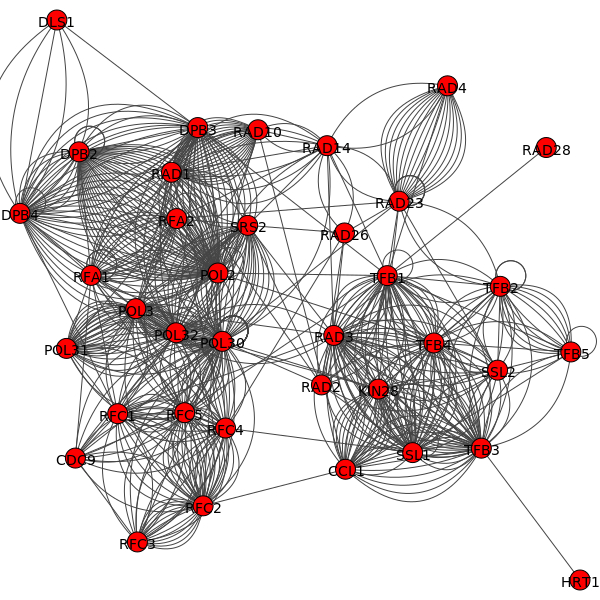 DLS1
RAD4
DPB3
RAD10
RAD14
RAD28
DPB2
RAD1
RAD23
DPB4
RFA2
SRS2
RAD26
RFA1
POL2
TFB1
TFB2
POL3
POL32
POL30
POL31
RAD3
TFB4
TFB5
SSL2
RAD2
KIN28
RFC1
RFC5
RFC4
CDC9
CCL1
SSL1
TFB3
RFC2
RFC3
HRT1